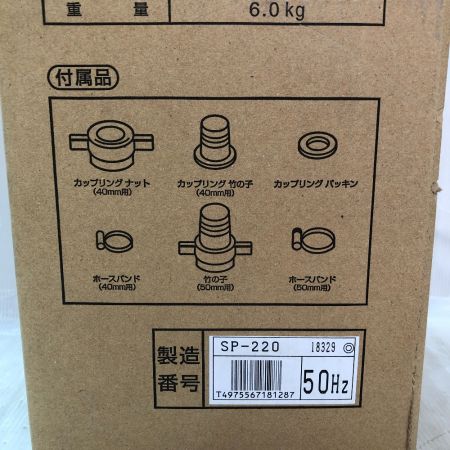 重量 6.0kg
付属品
カップリング ナット カップリング 竹の子 カップリング パッキン
(40mm用) (40mm用)
ホースバンド 竹の子 ホースバンド
(40mm用) (50mm用) (50mm用)
製造 SP-220 18329 ◎
番号 50Hz
T4975567181287